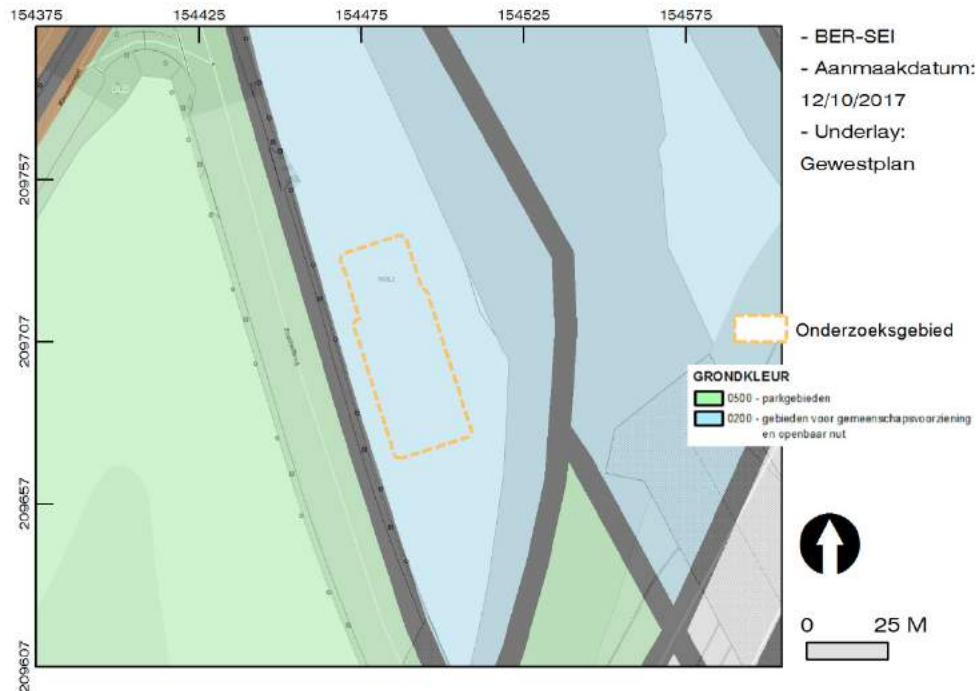 154375 154425 154475 154525 154575
209757
209707
209657
209607
- BER-SEI
- Aanmaakdatum:
12/10/2017
- Underlay:
Gewestplan
Onderzoeksgebied
GRONDKLEUR
0500 - parkgebieden
0200 - gebieden voor gemeenschapsvoorziening
en openbaar nut
0 25 M